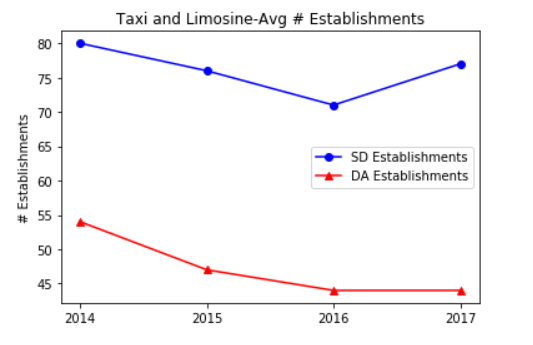 Taxi and Limosine-Avg # Establishments
# Establishments
80
75
70
65
60
55
50
45
SD Establishments
DA Establishments
2014 2015 2016 2017